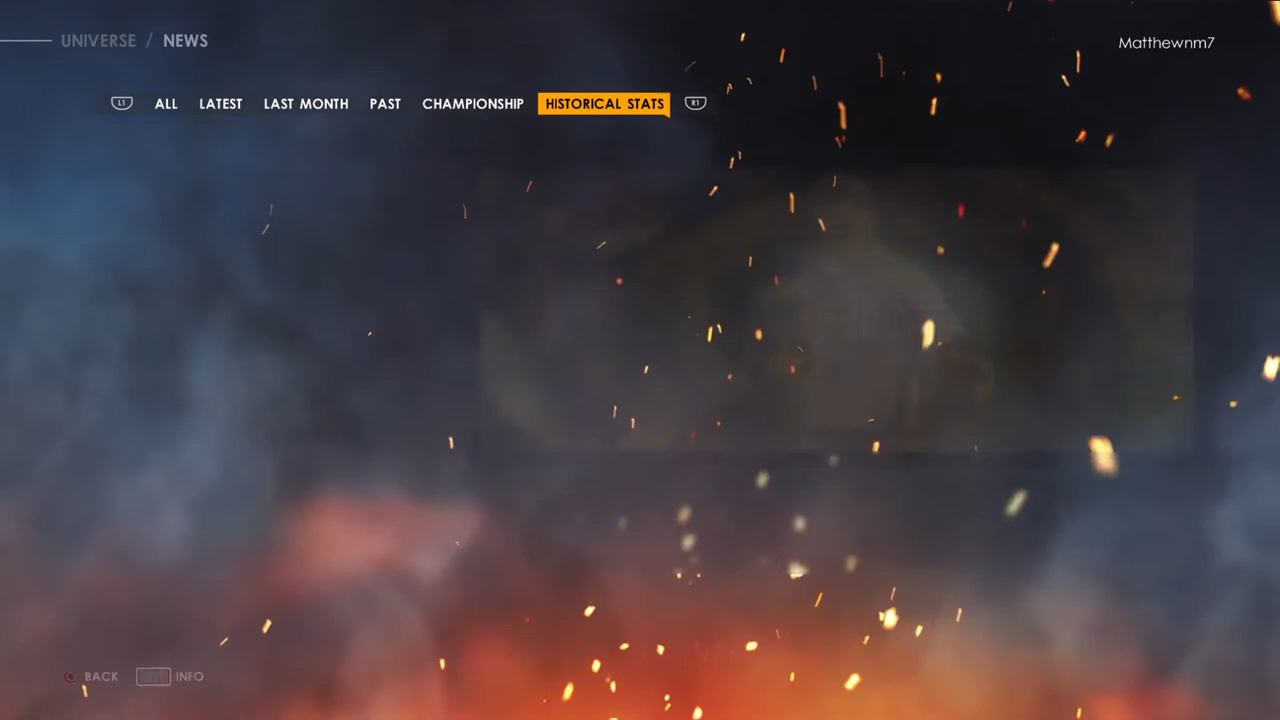 UNIVERSE / NEWS
Matthewnm7
L1 ALL LATEST LAST MONTH PAST CHAMPIONSHIP HISTORICAL STATS R1
BACK INFO